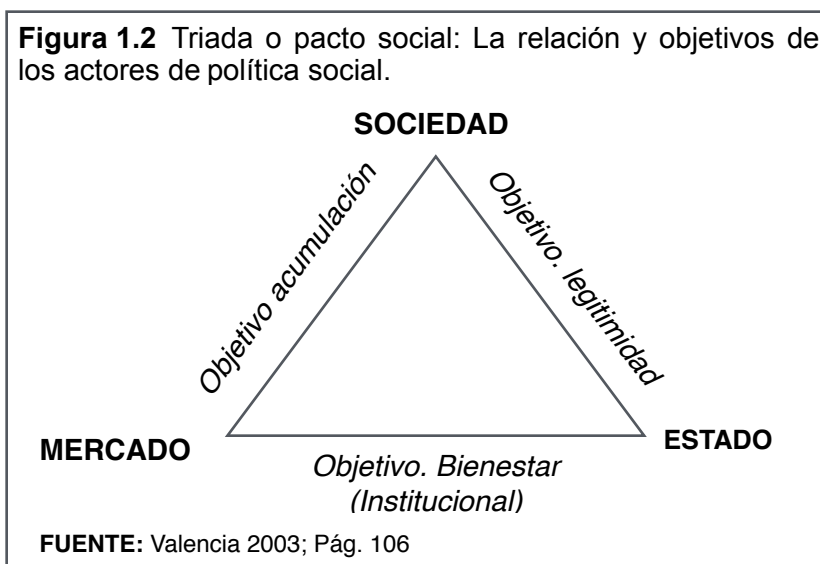 Figura 1.2 Triada o pacto social: La relación y objetivos de
los actores de política social.
SOCIEDAD
Objetivo acumulación
Objetivo. legitimidad
MERCADO
ESTADO
Objetivo. Bienestar
(Institucional)
FUENTE: Valencia 2003; Pág. 106